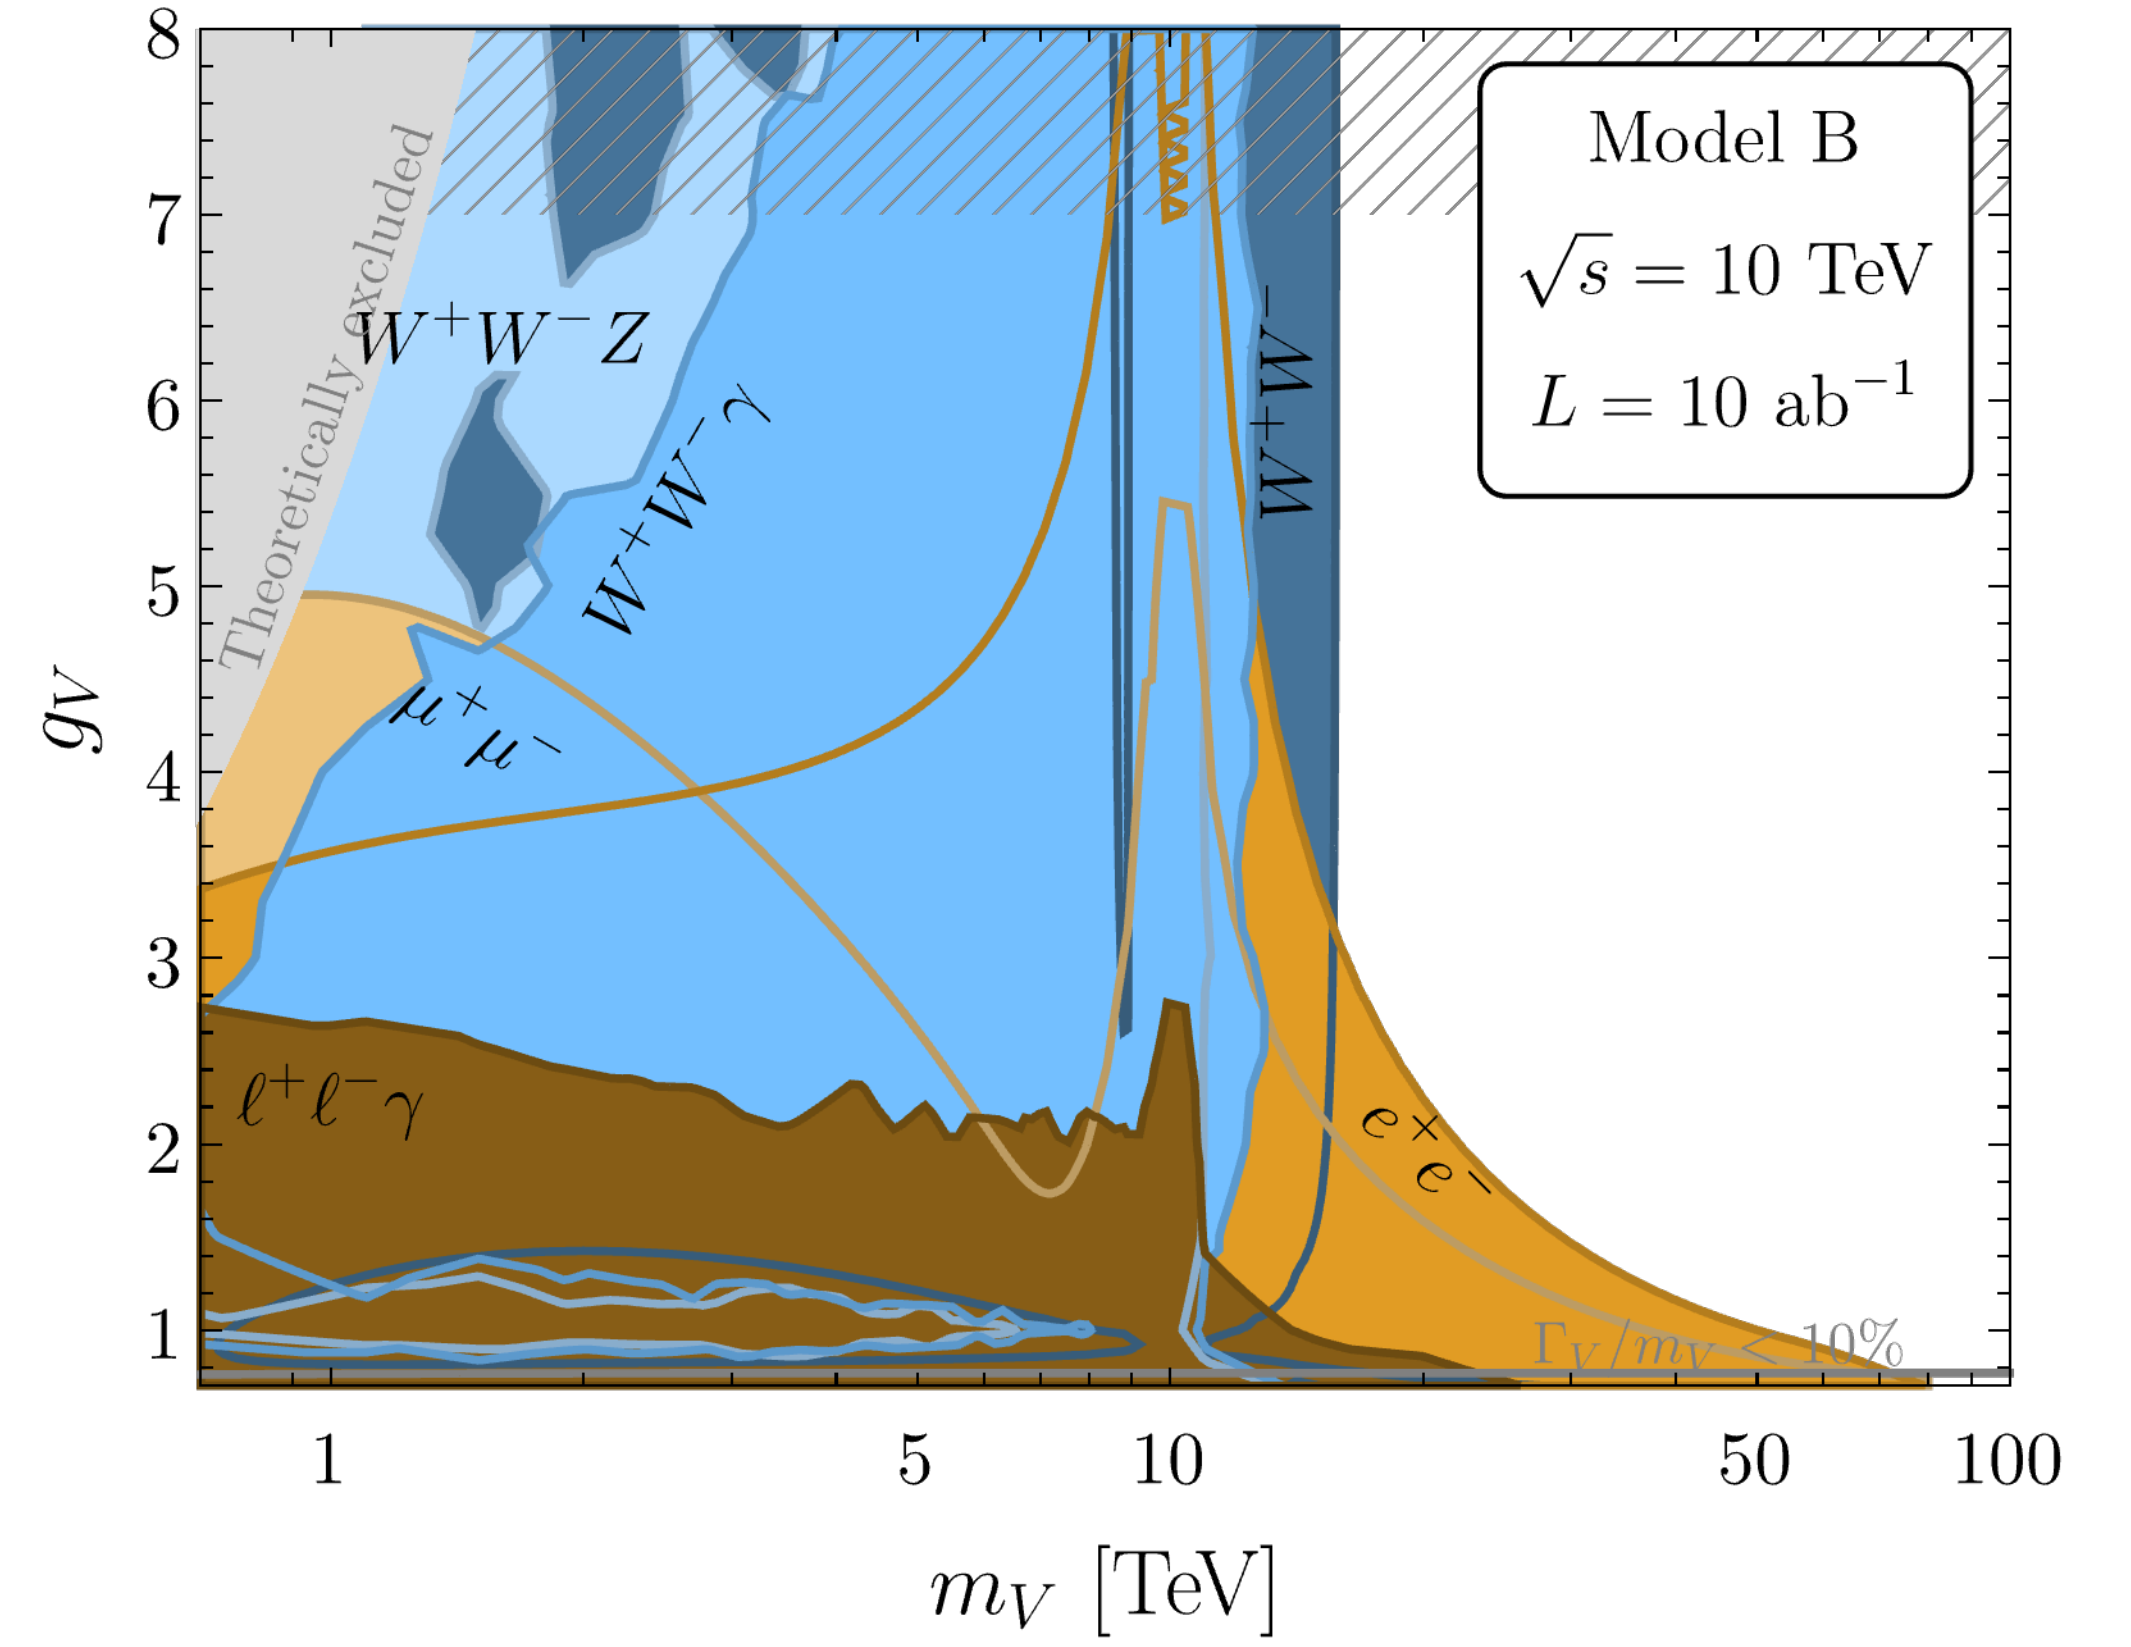 8
7
6
5
4
3
2
1
g_V
Theoretically excluded
W⁺W⁻Z
W⁺W⁻γ
μ⁺μ⁻
ℓ⁺ℓ⁻γ
W⁺W⁻
e⁺e⁻
Γ_V/m_V < 10%
Model B
√s = 10 TeV
L = 10 ab⁻¹
1 5 10 50 100
m_V [TeV]